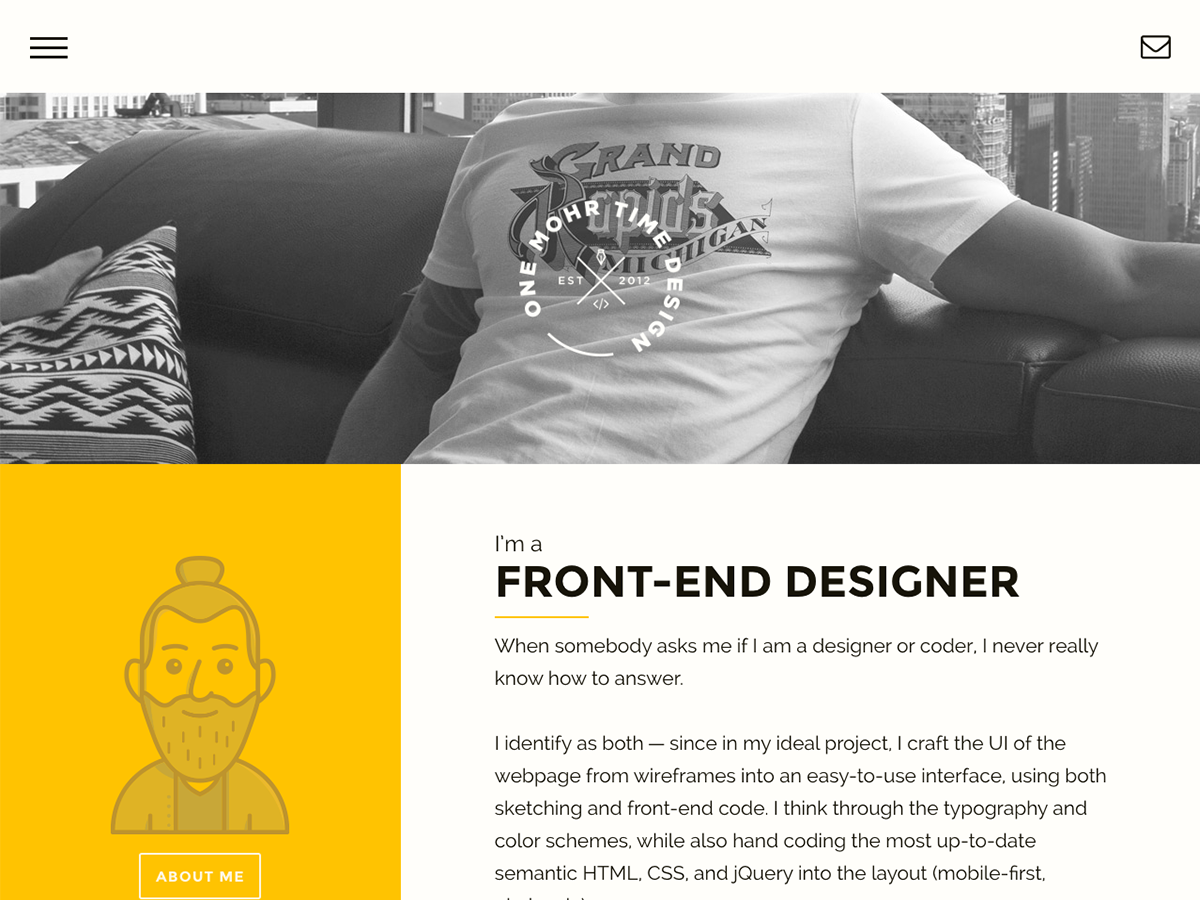 GRAND
Rapids
MICHIGAN
ONE MOHR TIME DESIGN
EST 2012
</>
I'm a
FRONT-END DESIGNER
When somebody asks me if I am a designer or coder, I never really
know how to answer.
I identify as both — since in my ideal project, I craft the UI of the
webpage from wireframes into an easy-to-use interface, using both
sketching and front-end code. I think through the typography and
color schemes, while also hand coding the most up-to-date
semantic HTML, CSS, and jQuery into the layout (mobile-first,
ABOUT ME